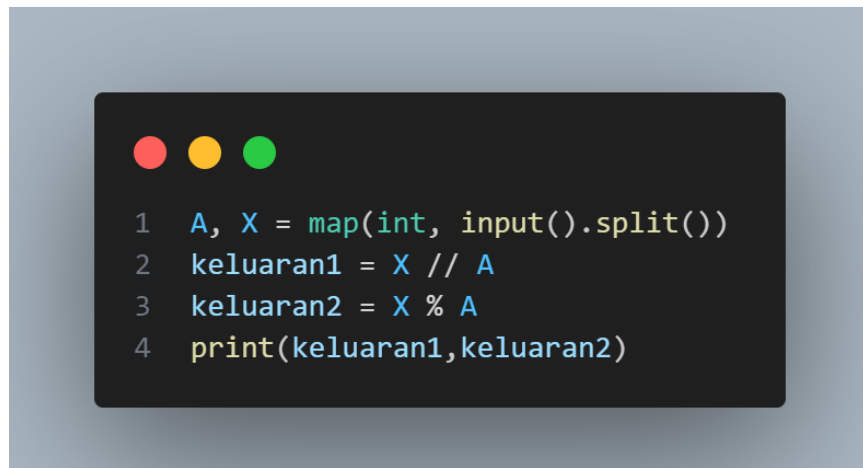 1 A, X = map(int, input().split())
2 keluaran1 = X // A
3 keluaran2 = X % A
4 print(keluaran1,keluaran2)